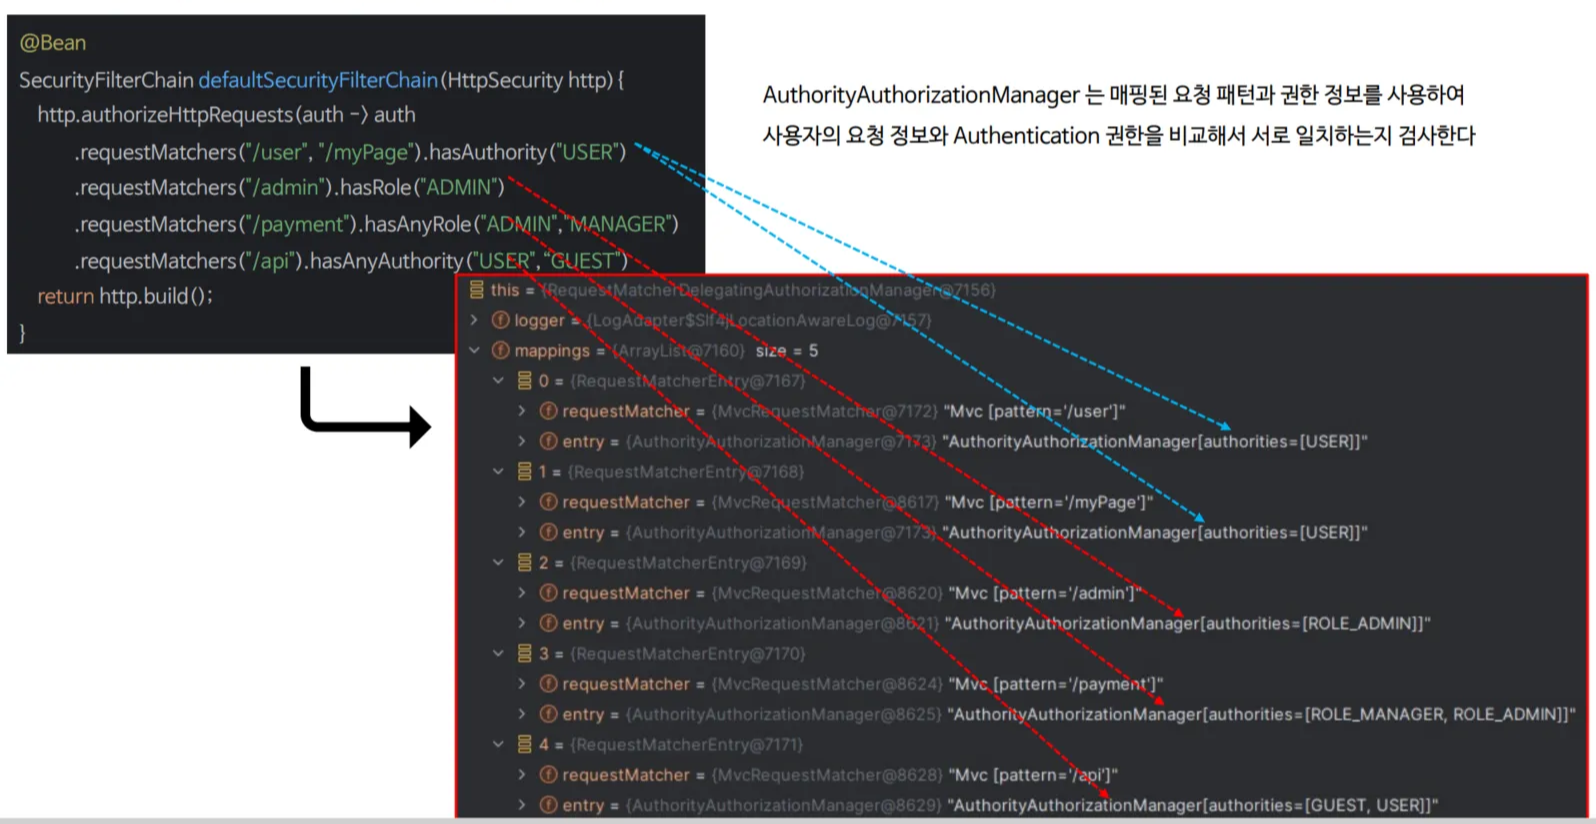 @Bean
SecurityFilterChain defaultSecurityFilterChain(HttpSecurity http) {
http.authorizeHttpRequests(auth -> auth
.requestMatchers("/user", "/myPage").hasAuthority("USER")
.requestMatchers("/admin").hasRole("ADMIN")
.requestMatchers("/payment").hasAnyRole("ADMIN","MANAGER")
.requestMatchers("/api").hasAnyAuthority("USER","GUEST")
return http.build();
}
AuthorityAuthorizationManager 는 매핑된 요청 패턴과 권한 정보를 사용하여
사용자의 요청 정보와 Authentication 권한을 비교해서 서로 일치하는지 검사한다
this = {RequestMatcherDelegatingAuthorizationManager@7156}
logger = {LogAdapter$Slf4jLocationAwareLog@7157}
mappings = {ArrayList@7160} size = 5
0 = {RequestMatcherEntry@7167}
requestMatcher = {MvcRequestMatcher@7172} "Mvc [pattern='/user']"
entry = {AuthorityAuthorizationManager@7173} "AuthorityAuthorizationManager[authorities=[USER]]"
1 = {RequestMatcherEntry@7168}
requestMatcher = {MvcRequestMatcher@8617} "Mvc [pattern='/myPage']"
entry = {AuthorityAuthorizationManager@7173} "AuthorityAuthorizationManager[authorities=[USER]]"
2 = {RequestMatcherEntry@7169}
requestMatcher = {MvcRequestMatcher@8620} "Mvc [pattern='/admin']"
entry = {AuthorityAuthorizationManager@8621} "AuthorityAuthorizationManager[authorities=[ROLE_ADMIN]]"
3 = {RequestMatcherEntry@7170}
requestMatcher = {MvcRequestMatcher@8624} "Mvc [pattern='/payment']"
entry = {AuthorityAuthorizationManager@8625} "AuthorityAuthorizationManager[authorities=[ROLE_MANAGER, ROLE_ADMIN]]"
4 = {RequestMatcherEntry@7171}
requestMatcher = {MvcRequestMatcher@8628} "Mvc [pattern='/api']"
entry = {AuthorityAuthorizationManager@8629} "AuthorityAuthorizationManager[authorities=[GUEST, USER]]"